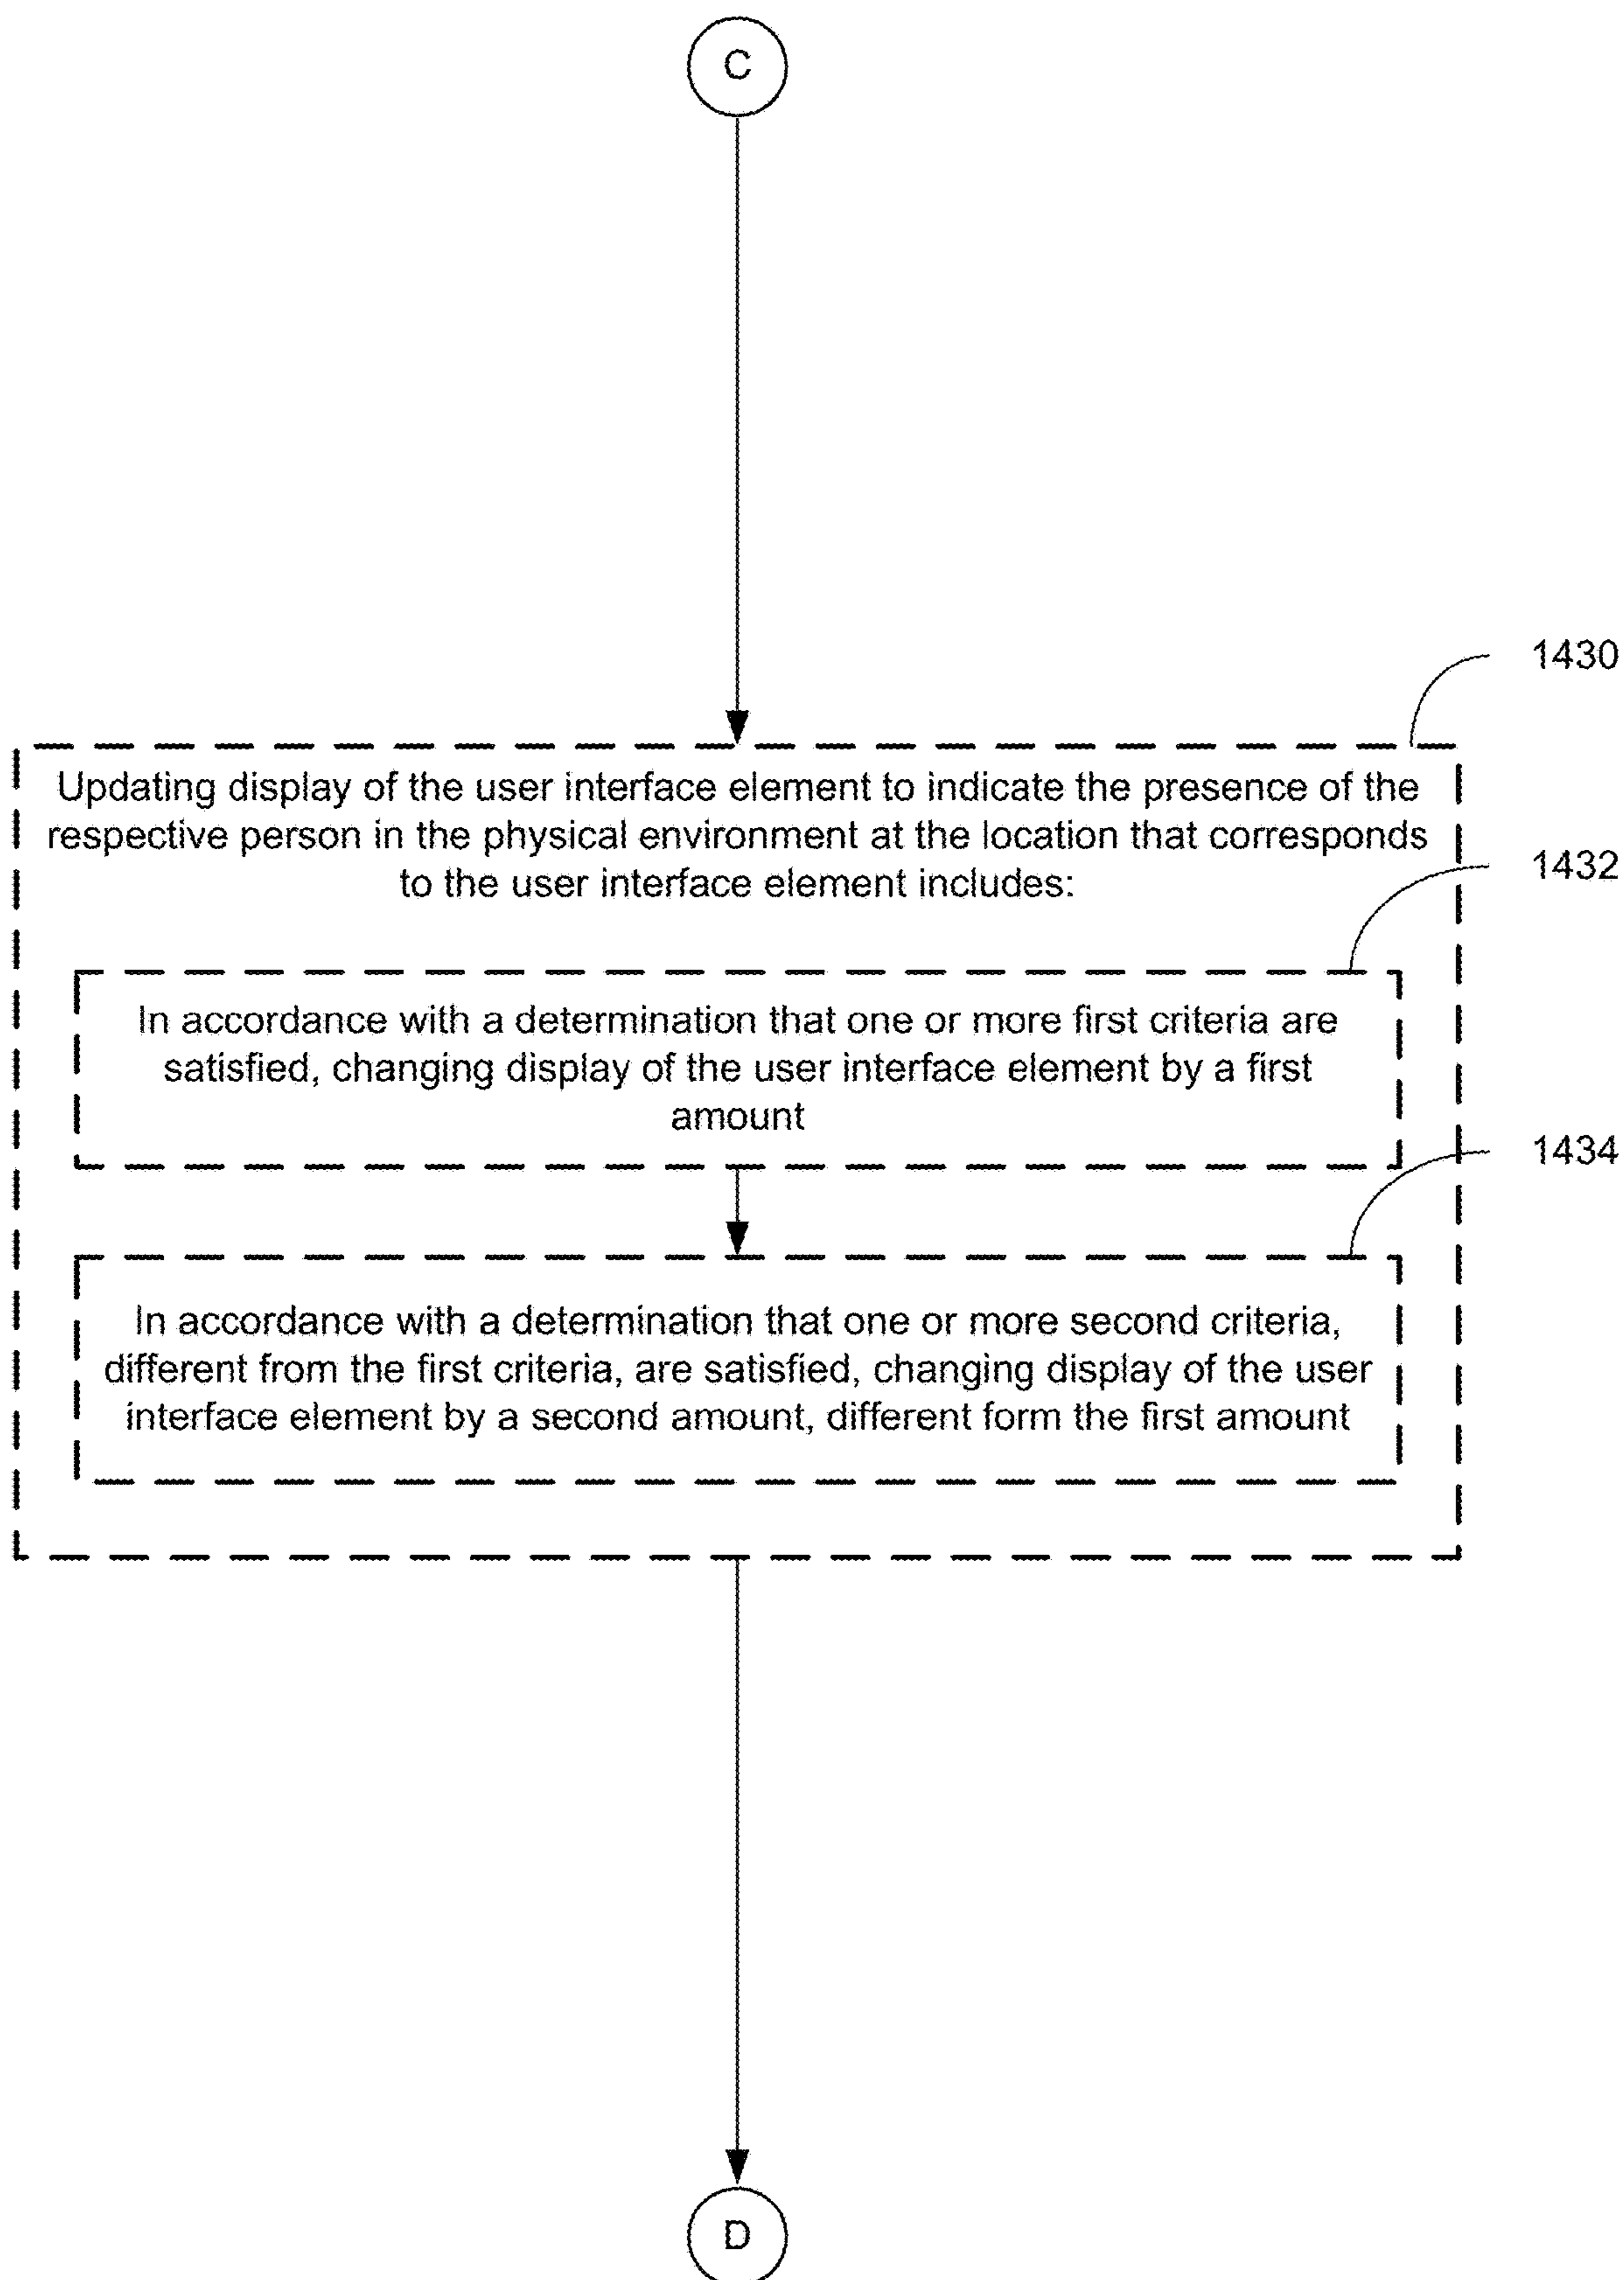 C
1430
Updating display of the user interface element to indicate the presence of the
respective person in the physical environment at the location that corresponds
to the user interface element includes:
1432
In accordance with a determination that one or more first criteria are
satisfied, changing display of the user interface element by a first
amount
1434
In accordance with a determination that one or more second criteria,
different from the first criteria, are satisfied, changing display of the user
interface element by a second amount, different form the first amount
D